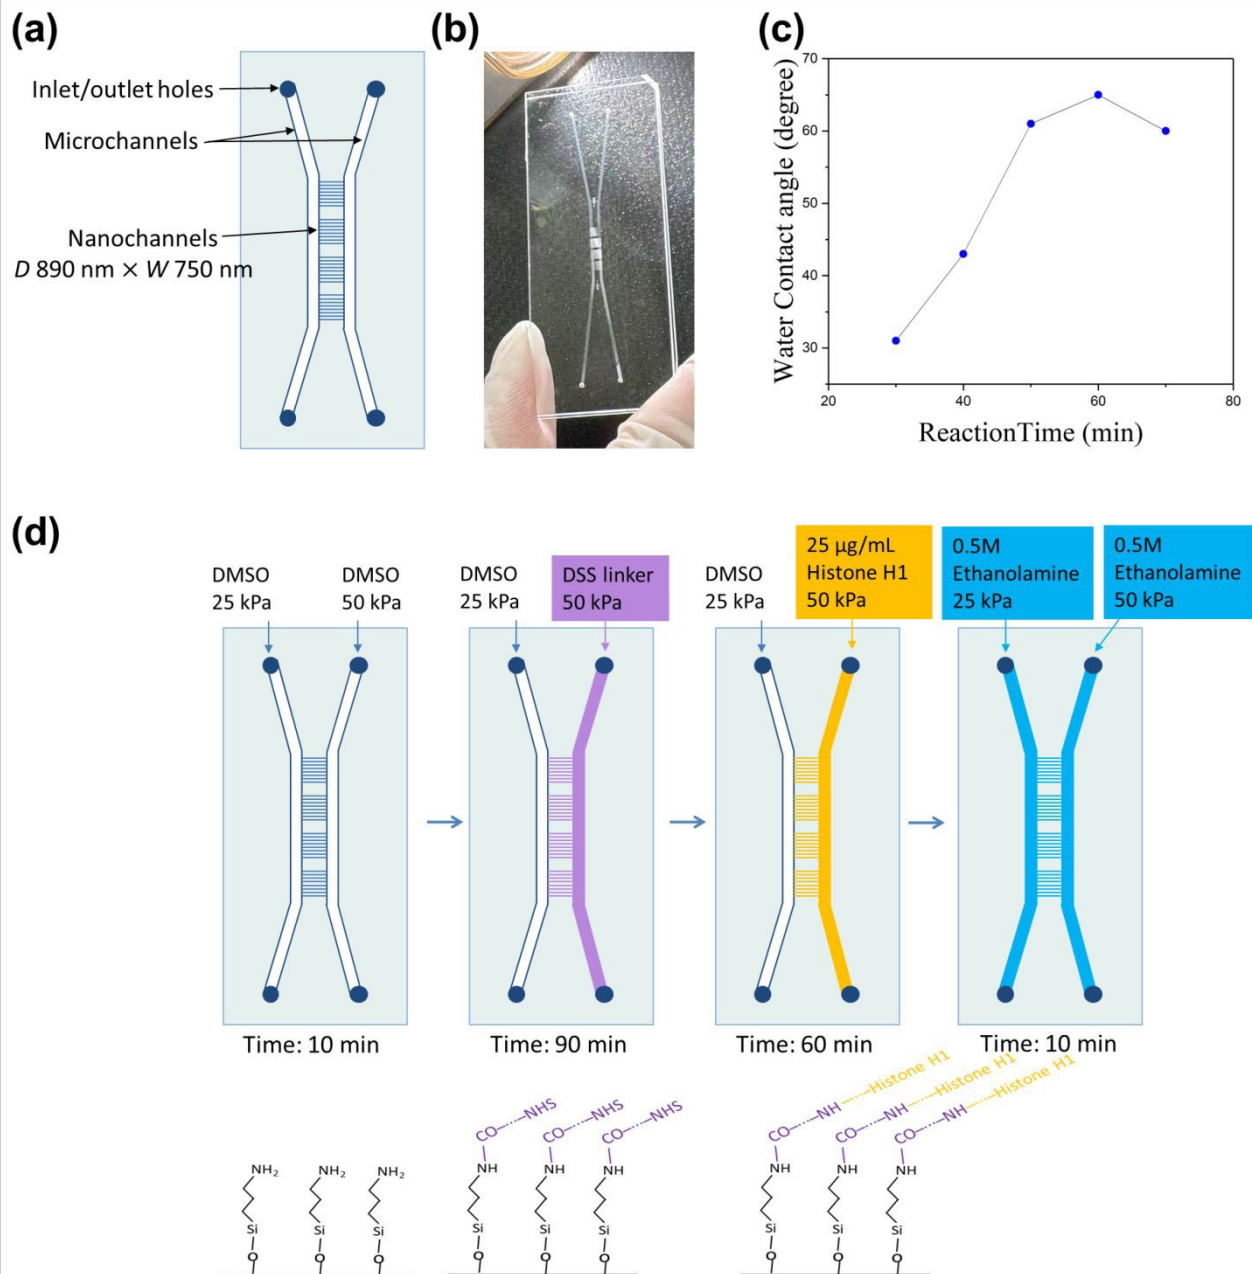 (a)
Inlet/outlet holes
Microchannels
Nanochannels
D 890 nm × W 750 nm
(b)
(c)
70
60
50
40
30
20
40
60
80
Water Contact angle (degree)
ReactionTime (min)
(d)
DMSO
25 kPa
DMSO
50 kPa
DMSO
25 kPa
DSS linker
50 kPa
DMSO
25 kPa
25 µg/mL
Histone H1
50 kPa
0.5M
Ethanolamine
25 kPa
0.5M
Ethanolamine
50 kPa
Time: 10 min
Time: 90 min
Time: 60 min
Time: 10 min
NH2
NH2
NH2
Si
Si
Si
O
O
O
CO NHS
CO NHS
CO NHS
NH
NH
NH
Si
Si
Si
O
O
O
CO NH Histone H1
CO NH Histone H1
CO NH Histone H1
NH
NH
NH
Si
Si
Si
O
O
O